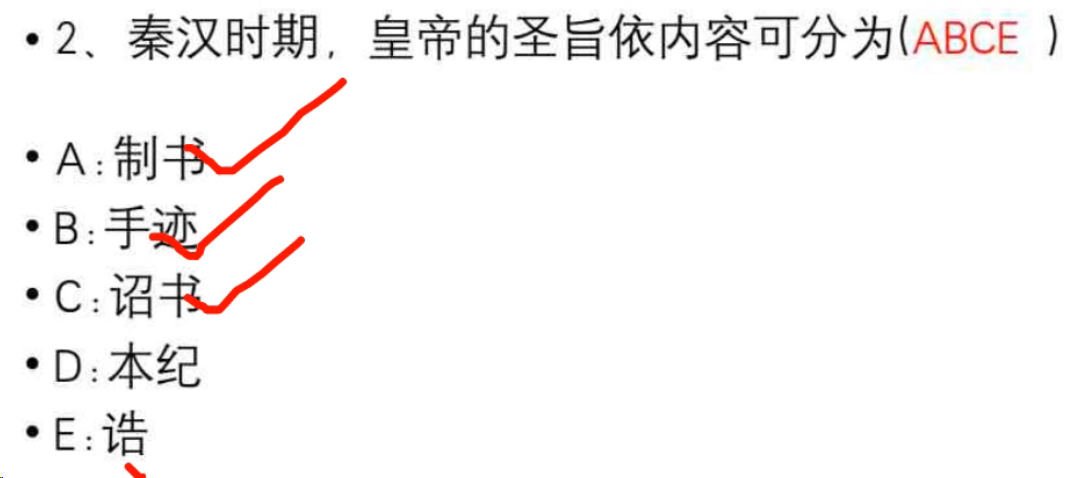 • 2、秦汉时期，皇帝的圣旨依内容可分为(ABCE )
• A:制书
• B:手迹
• C:诏书
• D:本纪
• E:诰